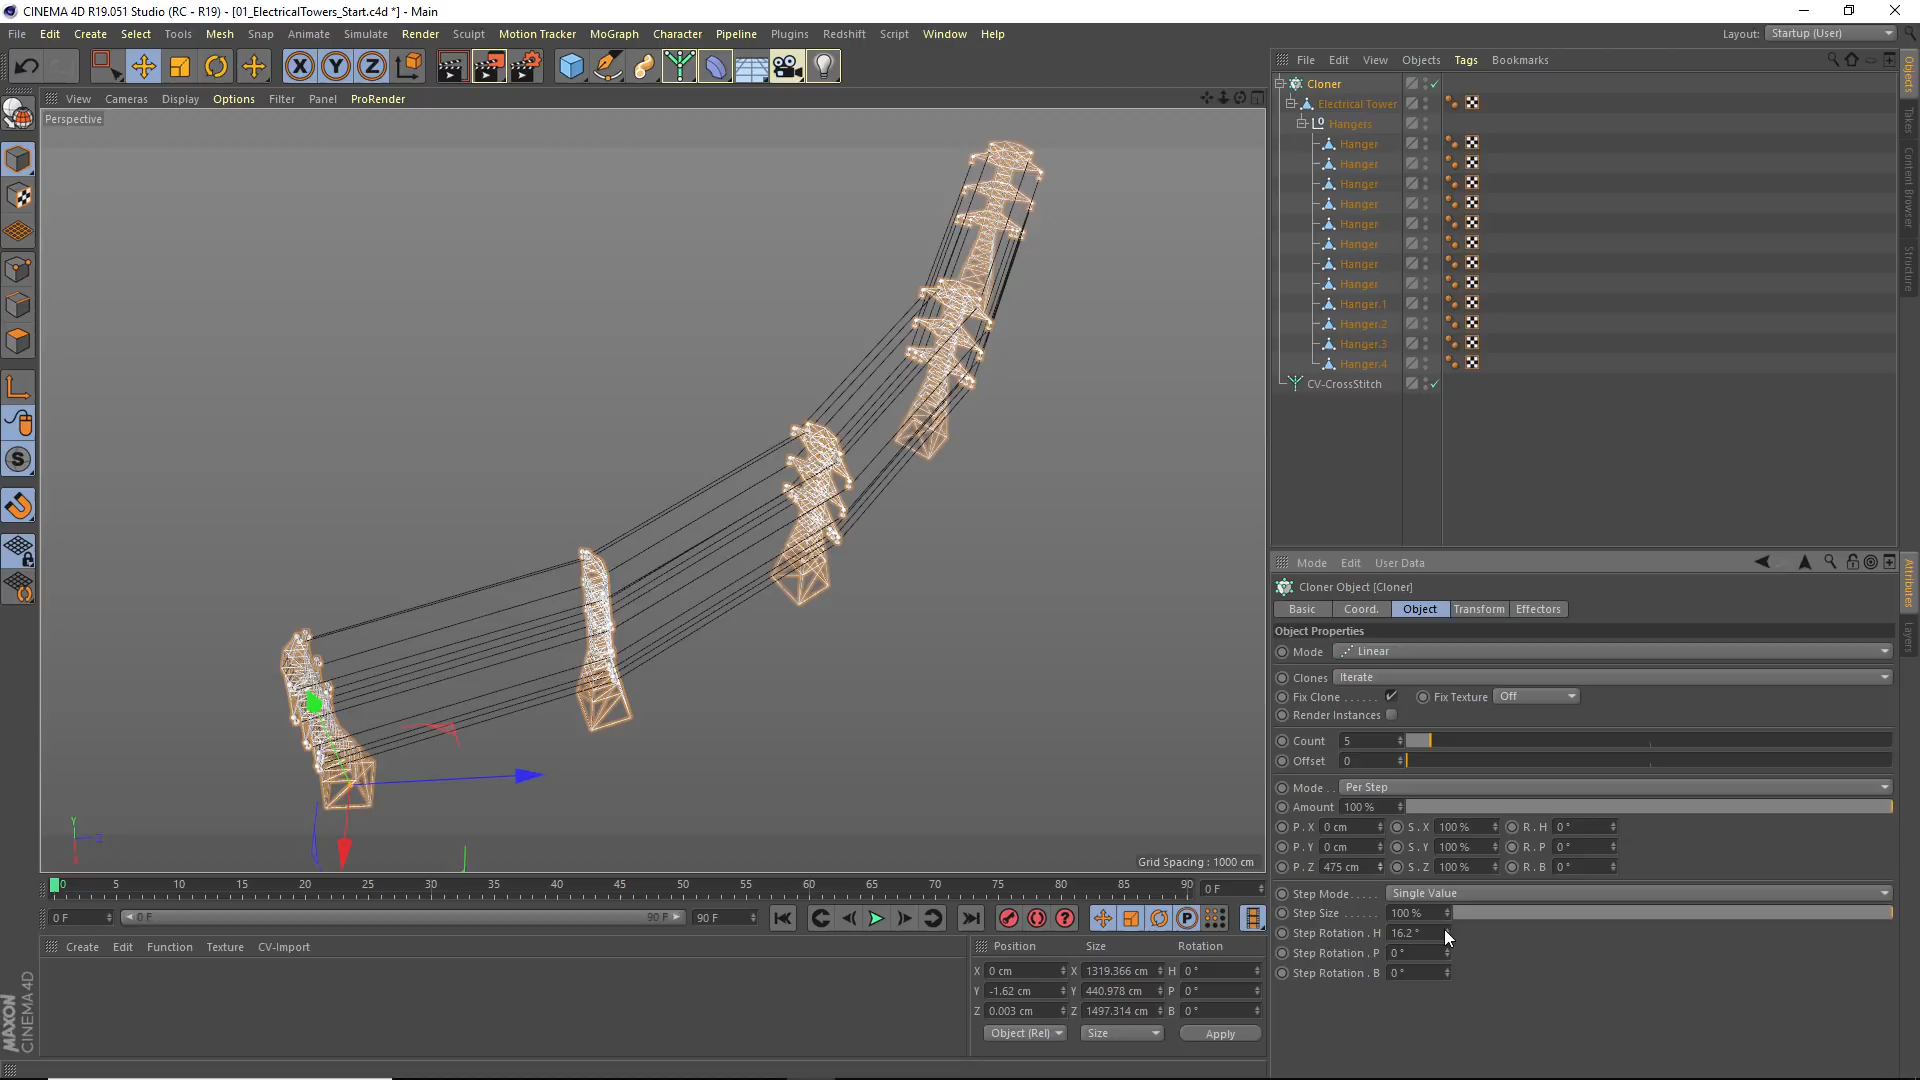 CINEMA 4D R19.051 Studio (RC - R19) - [01_ElectricalTowers_Start.c4d *] - Main
File Edit Create Select Tools Mesh Snap Animate Simulate Render Sculpt Motion Tracker MoGraph Character Pipeline Plugins Redshift Script Window Help
Layout: Startup (User)
X Y Z
File Edit View Objects Tags Bookmarks
View Cameras Display Options Filter Panel ProRender
Perspective
Cloner
Electrical Tower
Hangers
Hanger
Hanger
Hanger
Hanger
Hanger
Hanger
Hanger
Hanger
Hanger.1
Hanger.2
Hanger.3
Hanger.4
CV-CrossStitch
Objects
Takes
Content Browser
Structure
Mode Edit User Data
Cloner Object [Cloner]
Basic Coord. Object Transform Effectors
Object Properties
Mode Linear
Clones Iterate
Fix Clone ...... Fix Texture Off
Render Instances
Count 5
Offset 0
Mode .. Per Step
Amount 100 %
P . X 0 cm S . X 100 % R . H 0 °
P . Y 0 cm S . Y 100 % R . P 0 °
P . Z 475 cm S . Z 100 % R . B 0 °
Step Mode..... Single Value
Step Size ...... 100 %
Step Rotation . H 16.2 °
Step Rotation . P 0 °
Step Rotation . B 0 °
Attributes
Layers
Y
Grid Spacing : 1000 cm
0 5 10 15 20 25 30 35 40 45 50 55 60 65 70 75 80 85 90 0 F
0 F 0 F 90 F 90 F
Create Edit Function Texture CV-Import
Position Size Rotation
X 0 cm X 1319.366 cm H 0 °
Y -1.62 cm Y 440.978 cm P 0 °
Z 0.003 cm Z 1497.314 cm B 0 °
Object (Rel) Size Apply
MAXON
CINEMA 4D